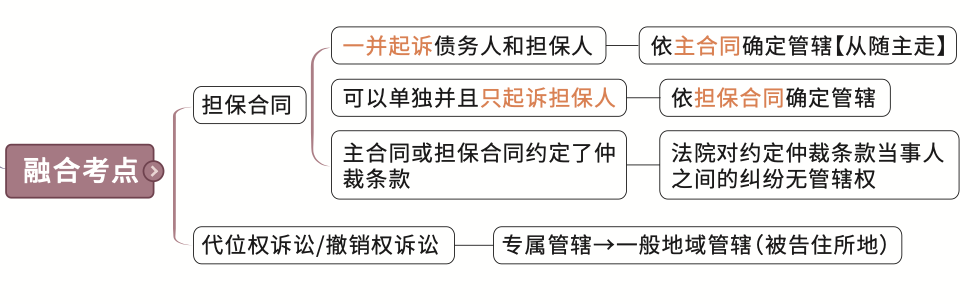 融合考点
担保合同
一并起诉债务人和担保人
依主合同确定管辖【从随主走】
可以单独并且只起诉担保人
依担保合同确定管辖
主合同或担保合同约定了仲
裁条款
法院对约定仲裁条款当事人
之间的纠纷无管辖权
代位权诉讼/撤销权诉讼
专属管辖→一般地域管辖（被告住所地）